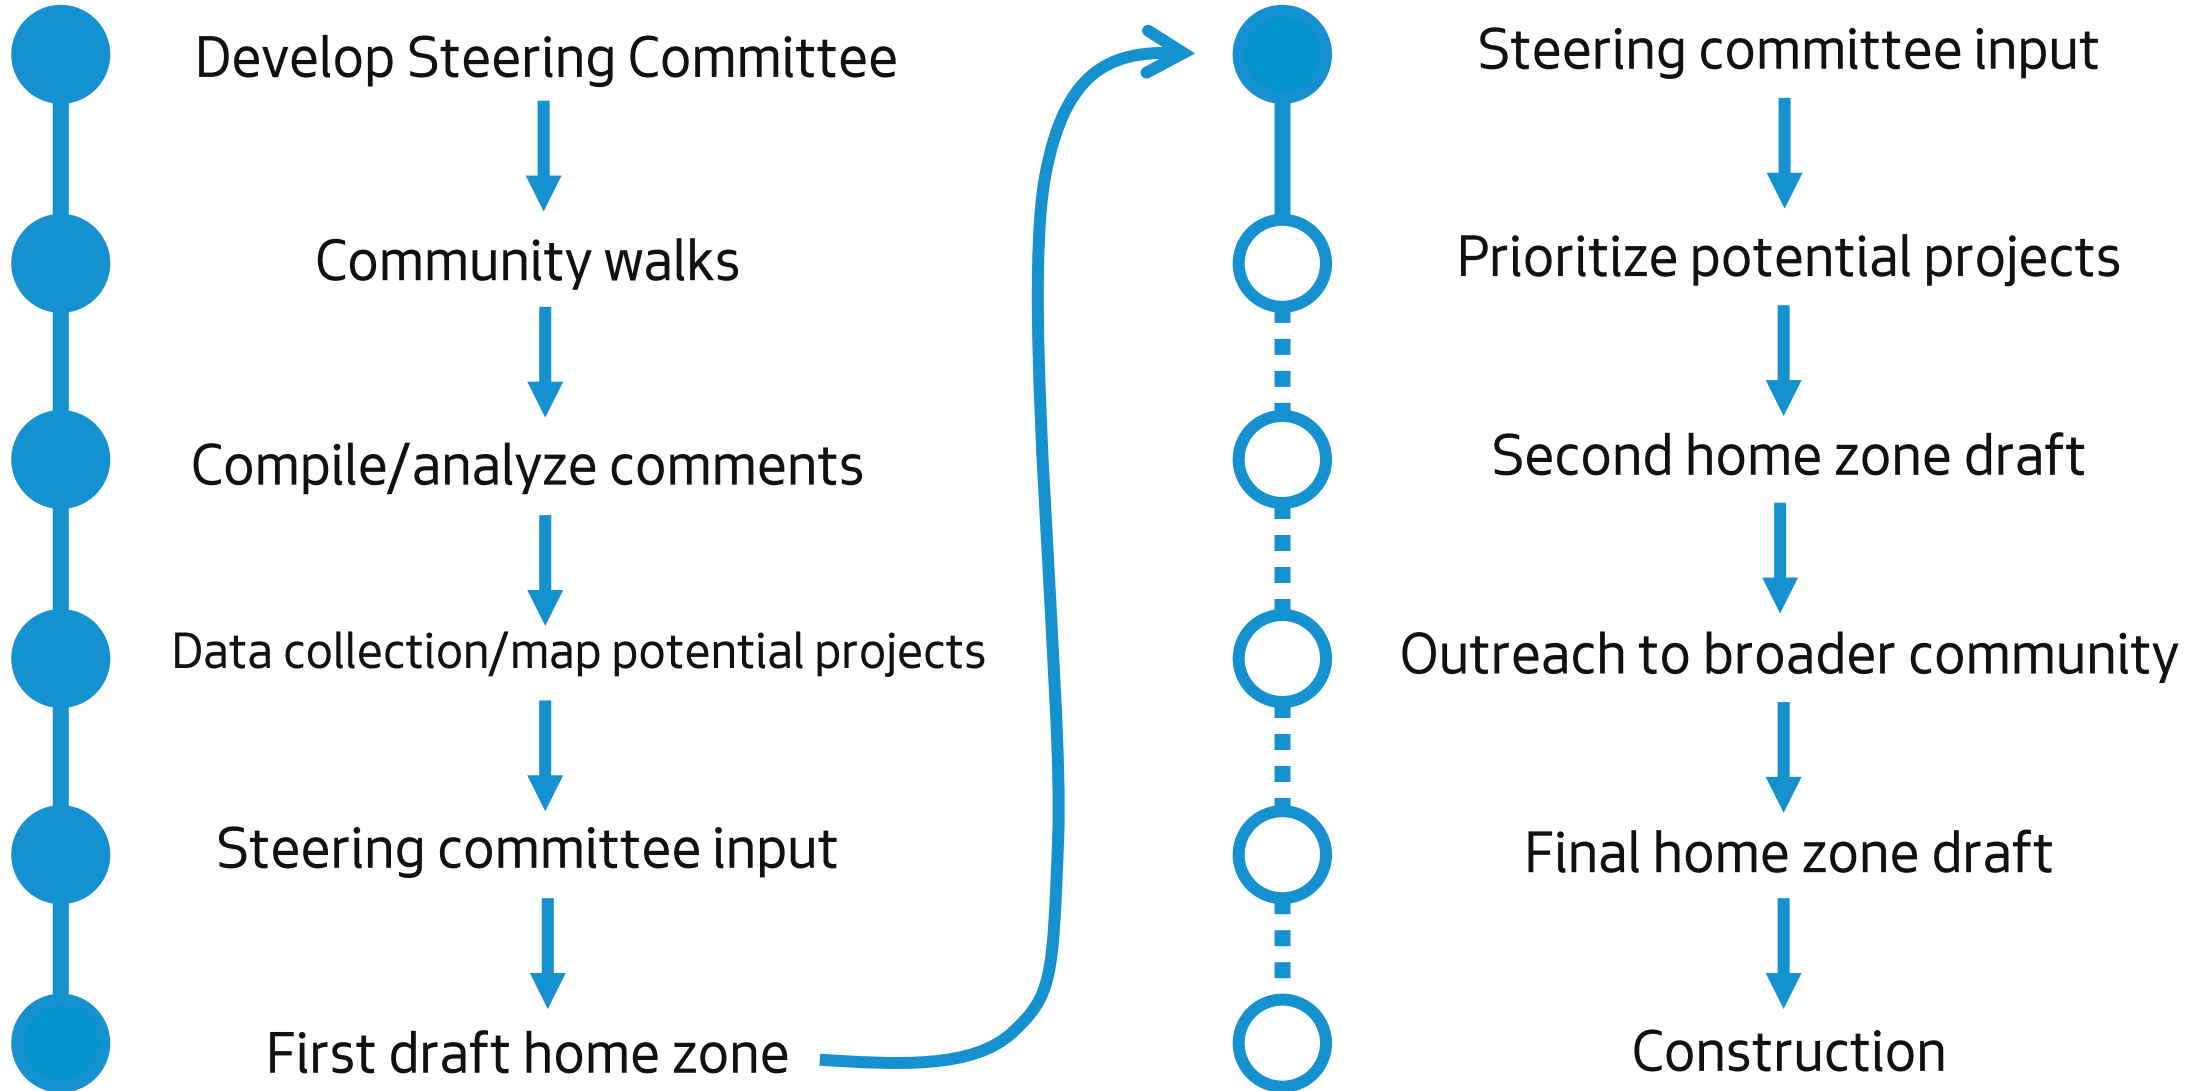 Develop Steering Committee
Community walks
Compile/analyze comments
Data collection/map potential projects
Steering committee input
First draft home zone
Steering committee input
Prioritize potential projects
Second home zone draft
Outreach to broader community
Final home zone draft
Construction